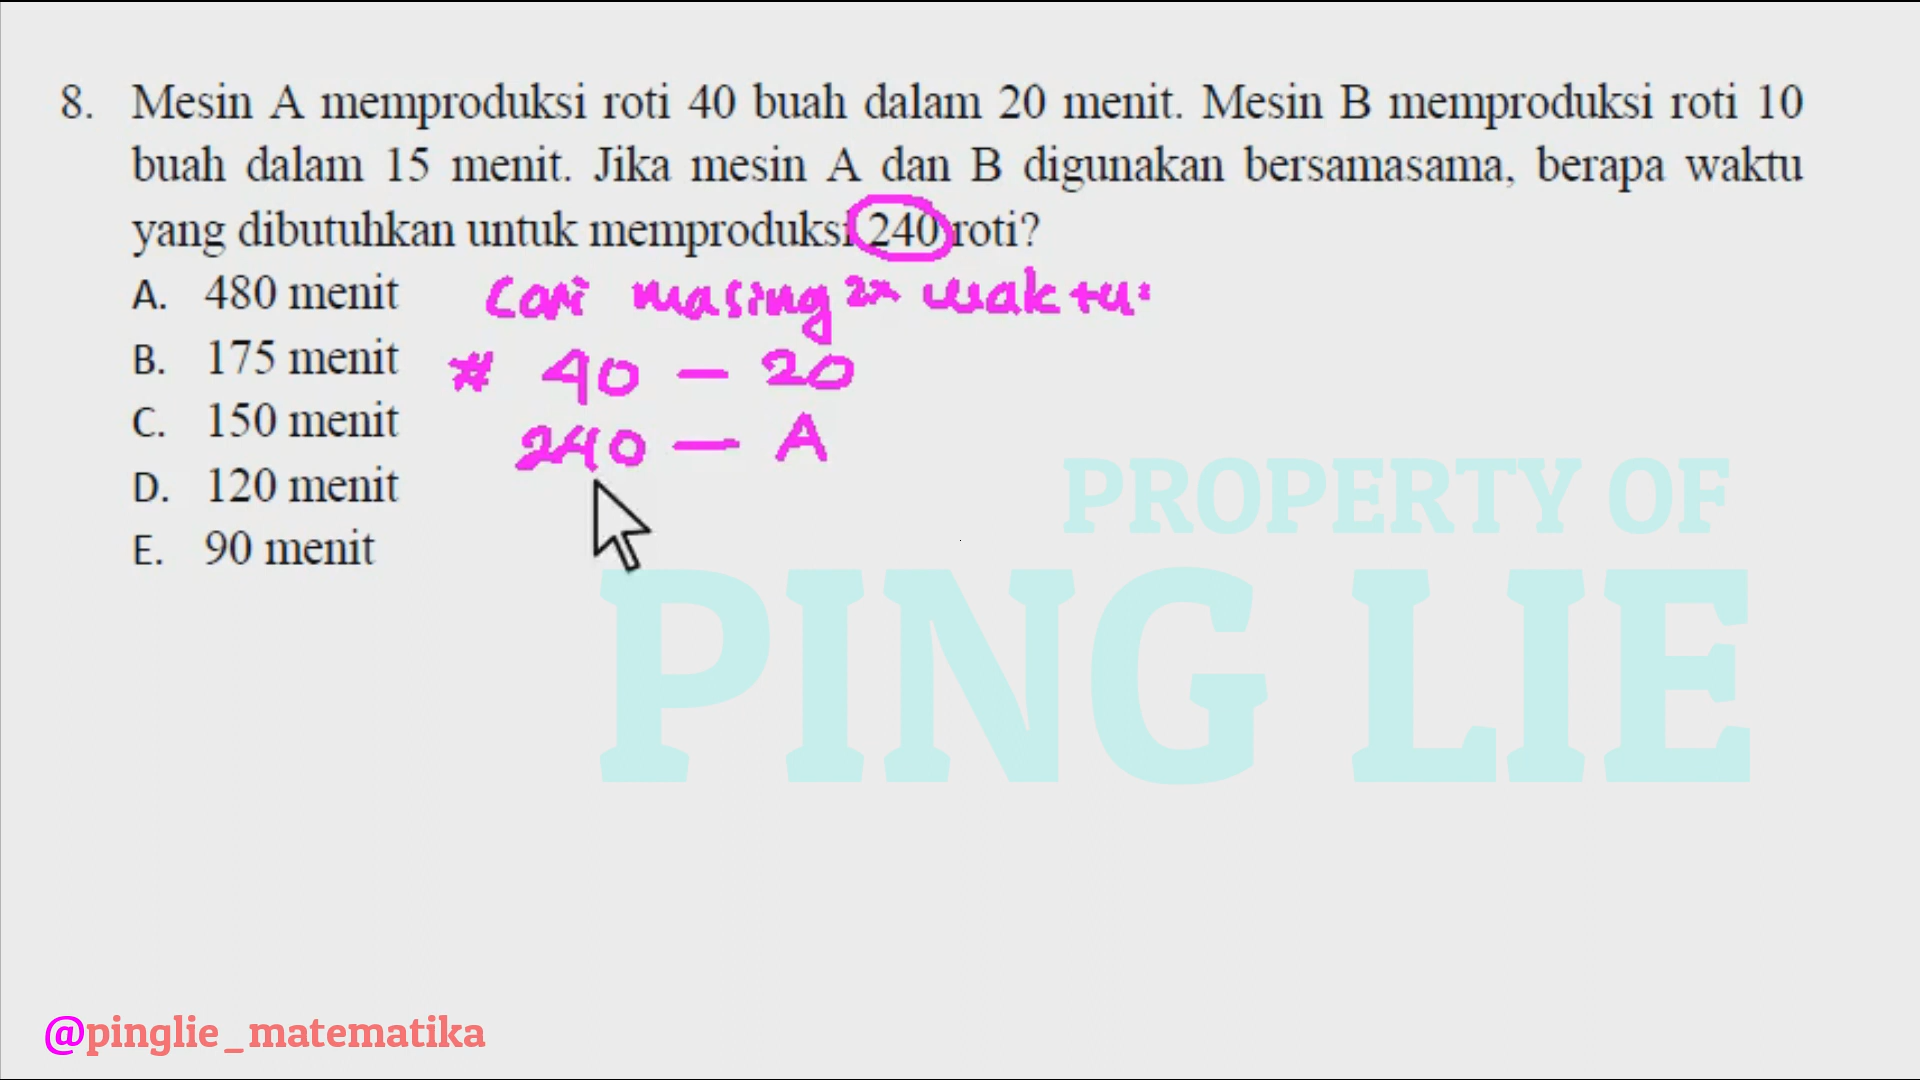 8. Mesin A memproduksi roti 40 buah dalam 20 menit. Mesin B memproduksi roti 10
buah dalam 15 menit. Jika mesin A dan B digunakan bersamasama, berapa waktu
yang dibutuhkan untuk memproduksi 240 roti?
A. 480 menit
Cari masing 2x waktu:
B. 175 menit
# 40 – 20
C. 150 menit
240 – A
D. 120 menit
E. 90 menit
PROPERTY OF
PING LIE
@pinglie_matematika